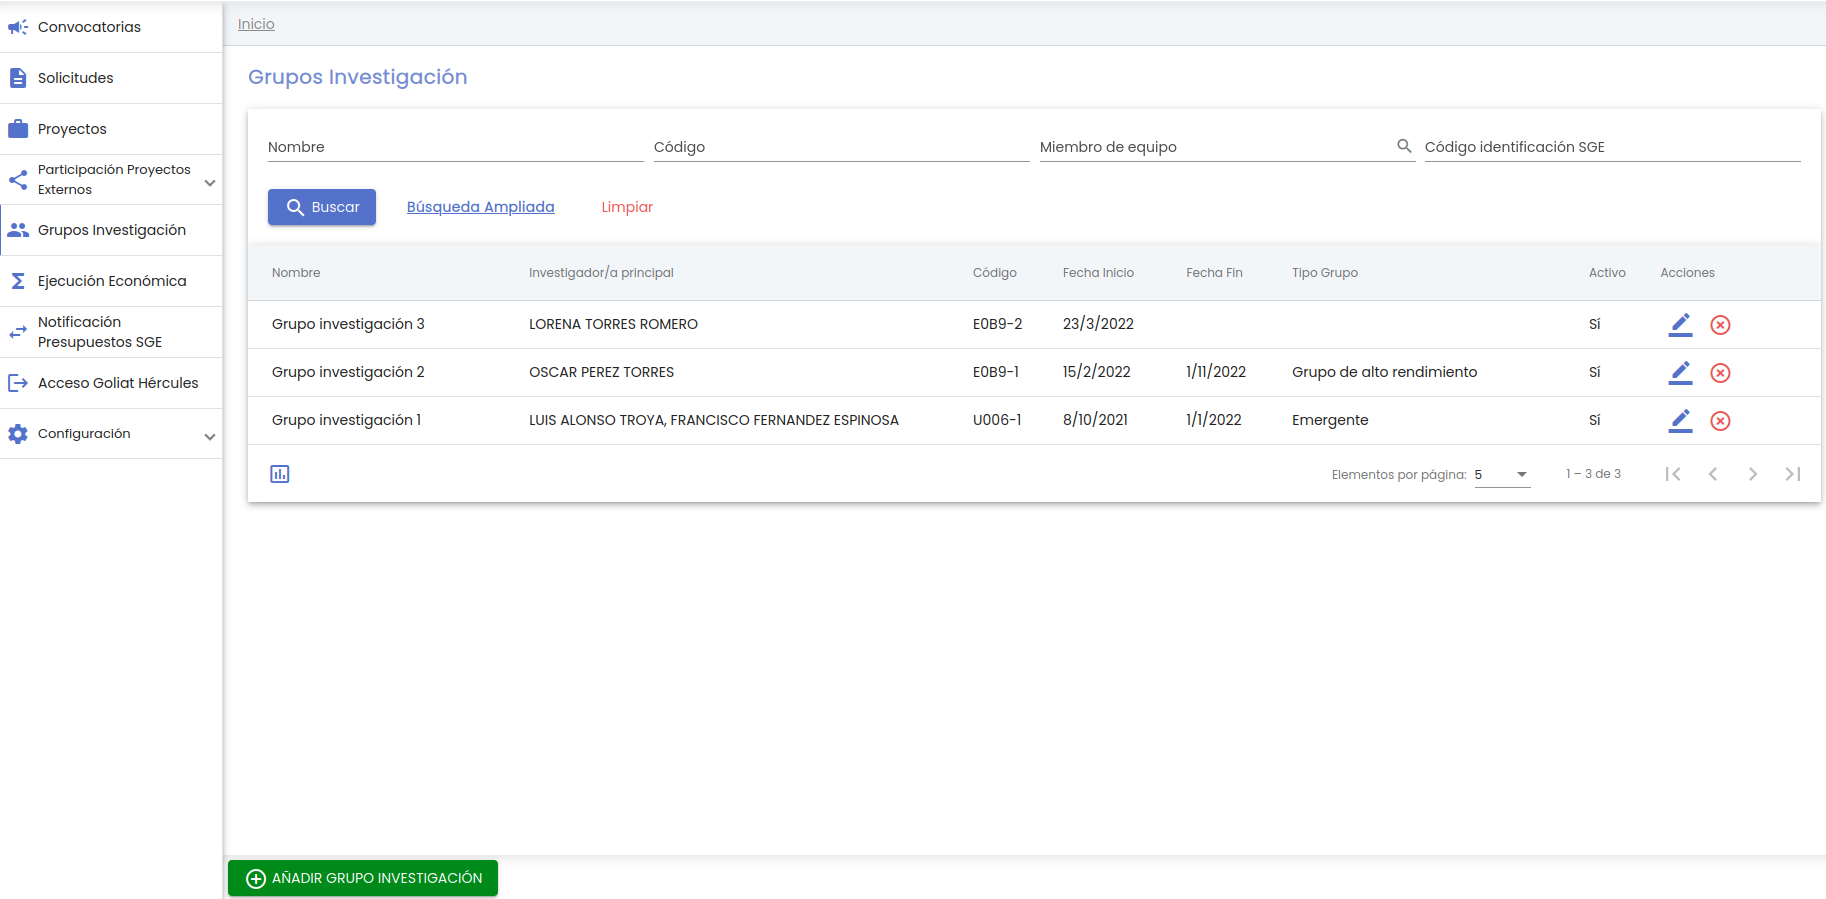 Convocatorias
Solicitudes
Proyectos
Participación Proyectos
Externos
Grupos Investigación
Ejecución Económica
Notificación
Presupuestos SGE
Acceso Goliat Hércules
Configuración
Inicio
Grupos Investigación
Nombre Código Miembro de equipo Código identificación SGE
Buscar Búsqueda Ampliada Limpiar
Nombre Investigador/a principal Código Fecha Inicio Fecha Fin Tipo Grupo Activo Acciones
Grupo investigación 3 LORENA TORRES ROMERO E0B9-2 23/3/2022 Sí
Grupo investigación 2 OSCAR PEREZ TORRES E0B9-1 15/2/2022 1/11/2022 Grupo de alto rendimiento Sí
Grupo investigación 1 LUIS ALONSO TROYA, FRANCISCO FERNANDEZ ESPINOSA U006-1 8/10/2021 1/1/2022 Emergente Sí
Elementos por página: 5 1 – 3 de 3
AÑADIR GRUPO INVESTIGACIÓN